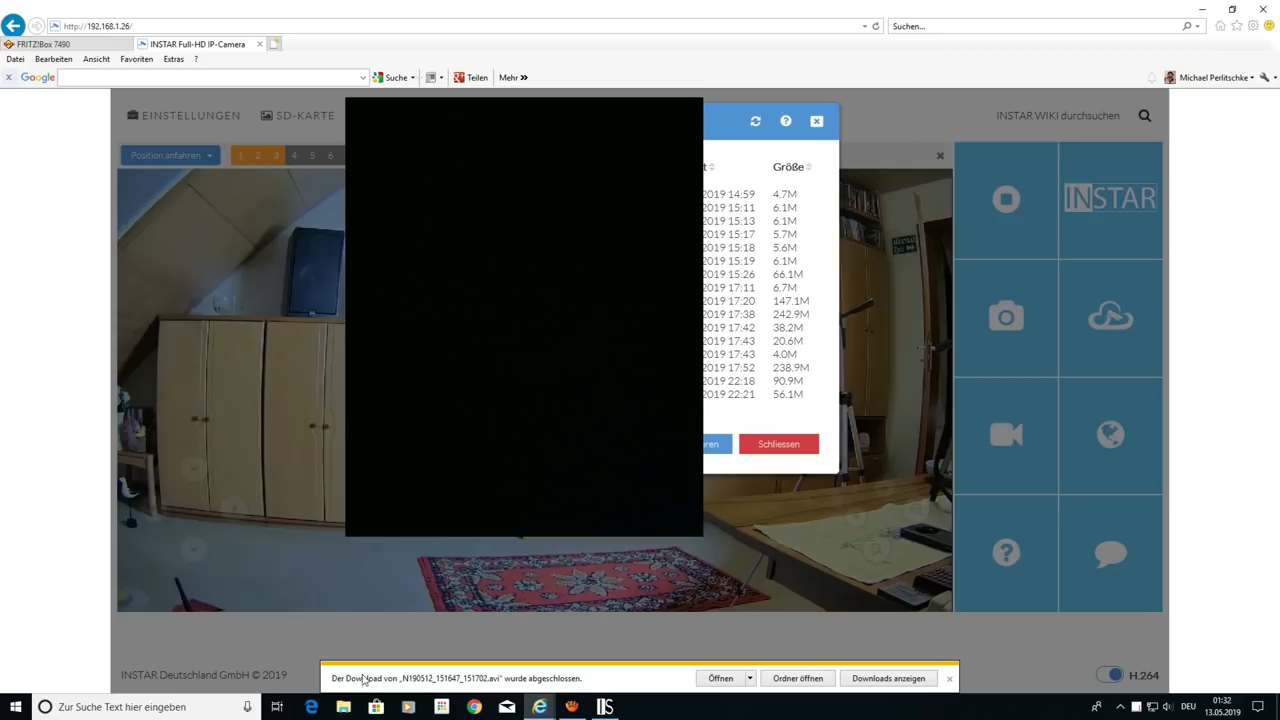 http://192.168.1.26/
Suchen...
FRITZ!Box 7490
INSTAR Full-HD IP-Camera
Datei Bearbeiten Ansicht Favoriten Extras ?
Google
Suche
Teilen
Mehr »
Michael Perlitschke
EINSTELLUNGEN
SD-KARTE
INSTAR WIKI durchsuchen
Position anfahren
1 2 3 4 5 6
t
Größe
2019 14:59 4.7M
2019 15:11 6.1M
2019 15:13 6.1M
2019 15:17 5.7M
2019 15:18 5.6M
2019 15:19 6.1M
2019 15:26 66.1M
2019 17:11 6.7M
2019 17:20 147.1M
2019 17:38 242.9M
2019 17:42 38.2M
2019 17:43 20.6M
2019 17:43 4.0M
2019 17:52 238.9M
2019 22:18 90.9M
2019 22:21 56.1M
eren
Schliessen
INSTAR
INSTAR Deutschland GmbH © 2019
H.264
Der Download von „N190512_151647_151702.avi" wurde abgeschlossen.
Öffnen
Ordner öffnen
Downloads anzeigen
Zur Suche Text hier eingeben
DEU
01:32
13.05.2019